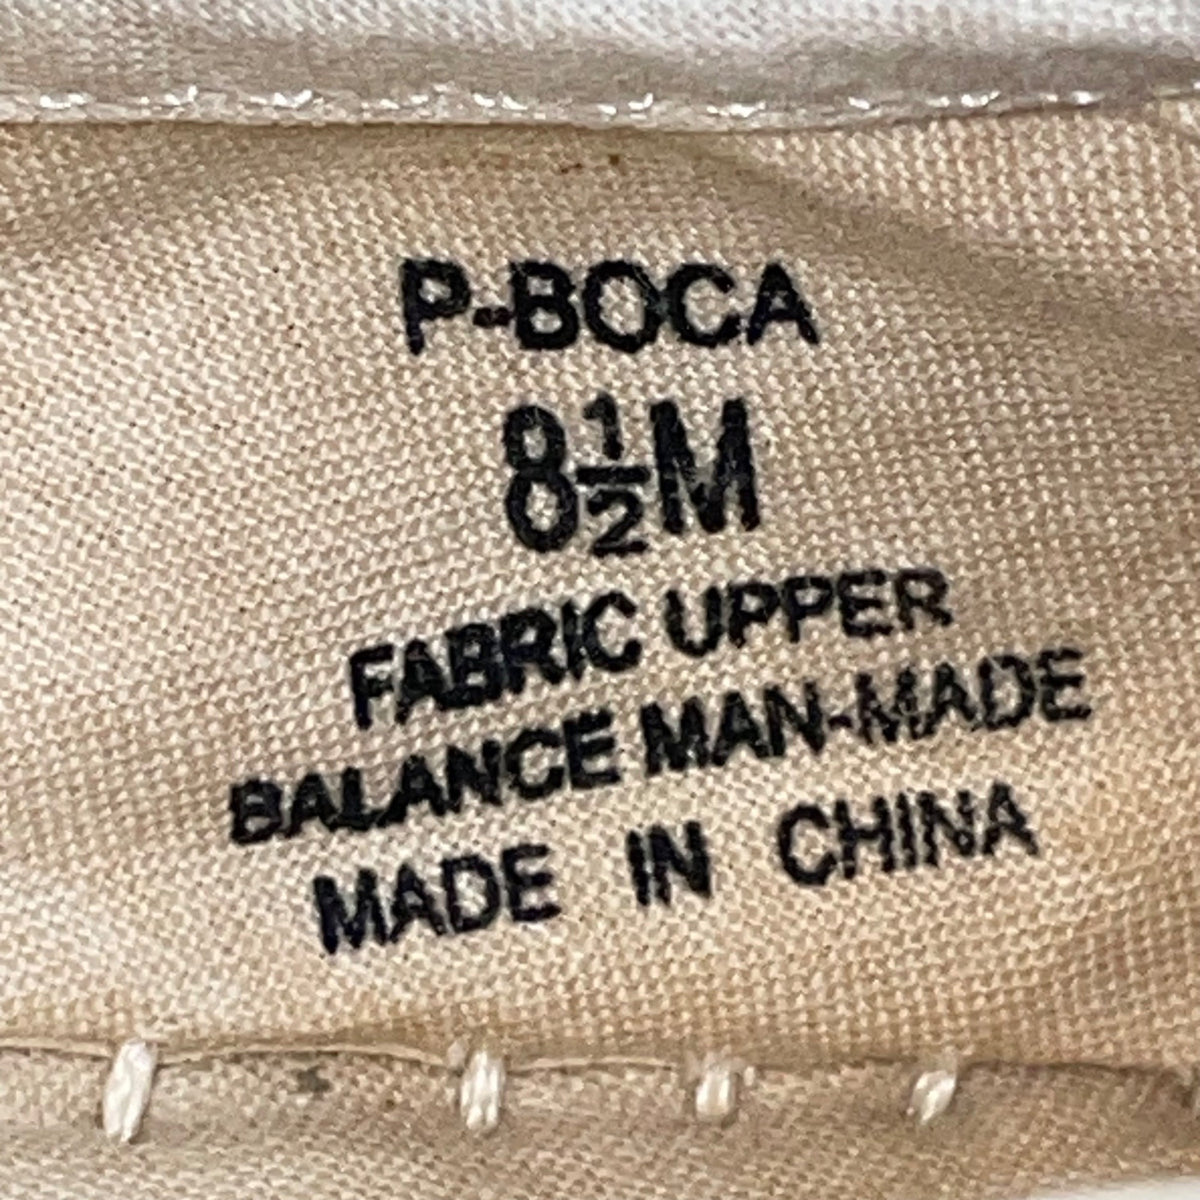 P-BOCA
8½M
FABRIC UPPER
BALANCE MAN-MADE
MADE IN CHINA